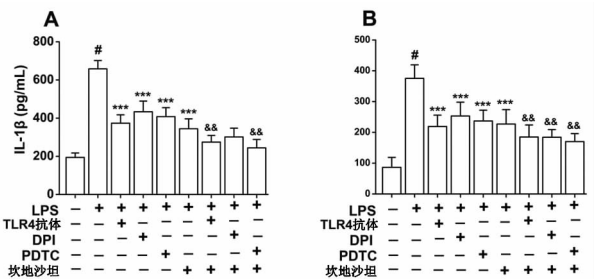 A
IL-1β (pg/mL)
800
600
400
200
0
#
*** *** *** *** && &&
LPS − + + + + + + + +
TLR4抗体 − − + − − − + − −
DPI − − − + − − − + −
PDTC − − − − + − − − +
坎地沙坦 − − − − − + + + +
B
500
400
300
200
100
0
#
*** *** *** *** && && &&
LPS − + + + + + + + +
TLR4抗体 − − + − − − + − −
DPI − − − + − − − + −
PDTC − − − − + − − − +
坎地沙坦 − − − − − + + + +